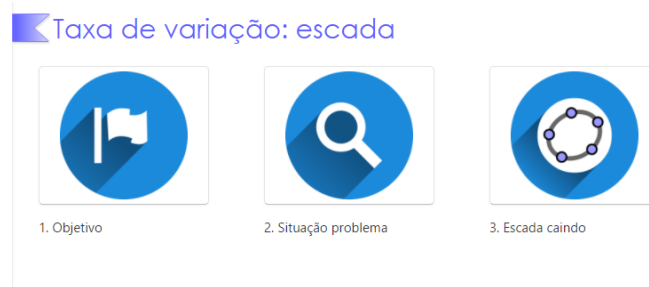 Taxa de variação: escada
1. Objetivo
2. Situação problema
3. Escada caindo